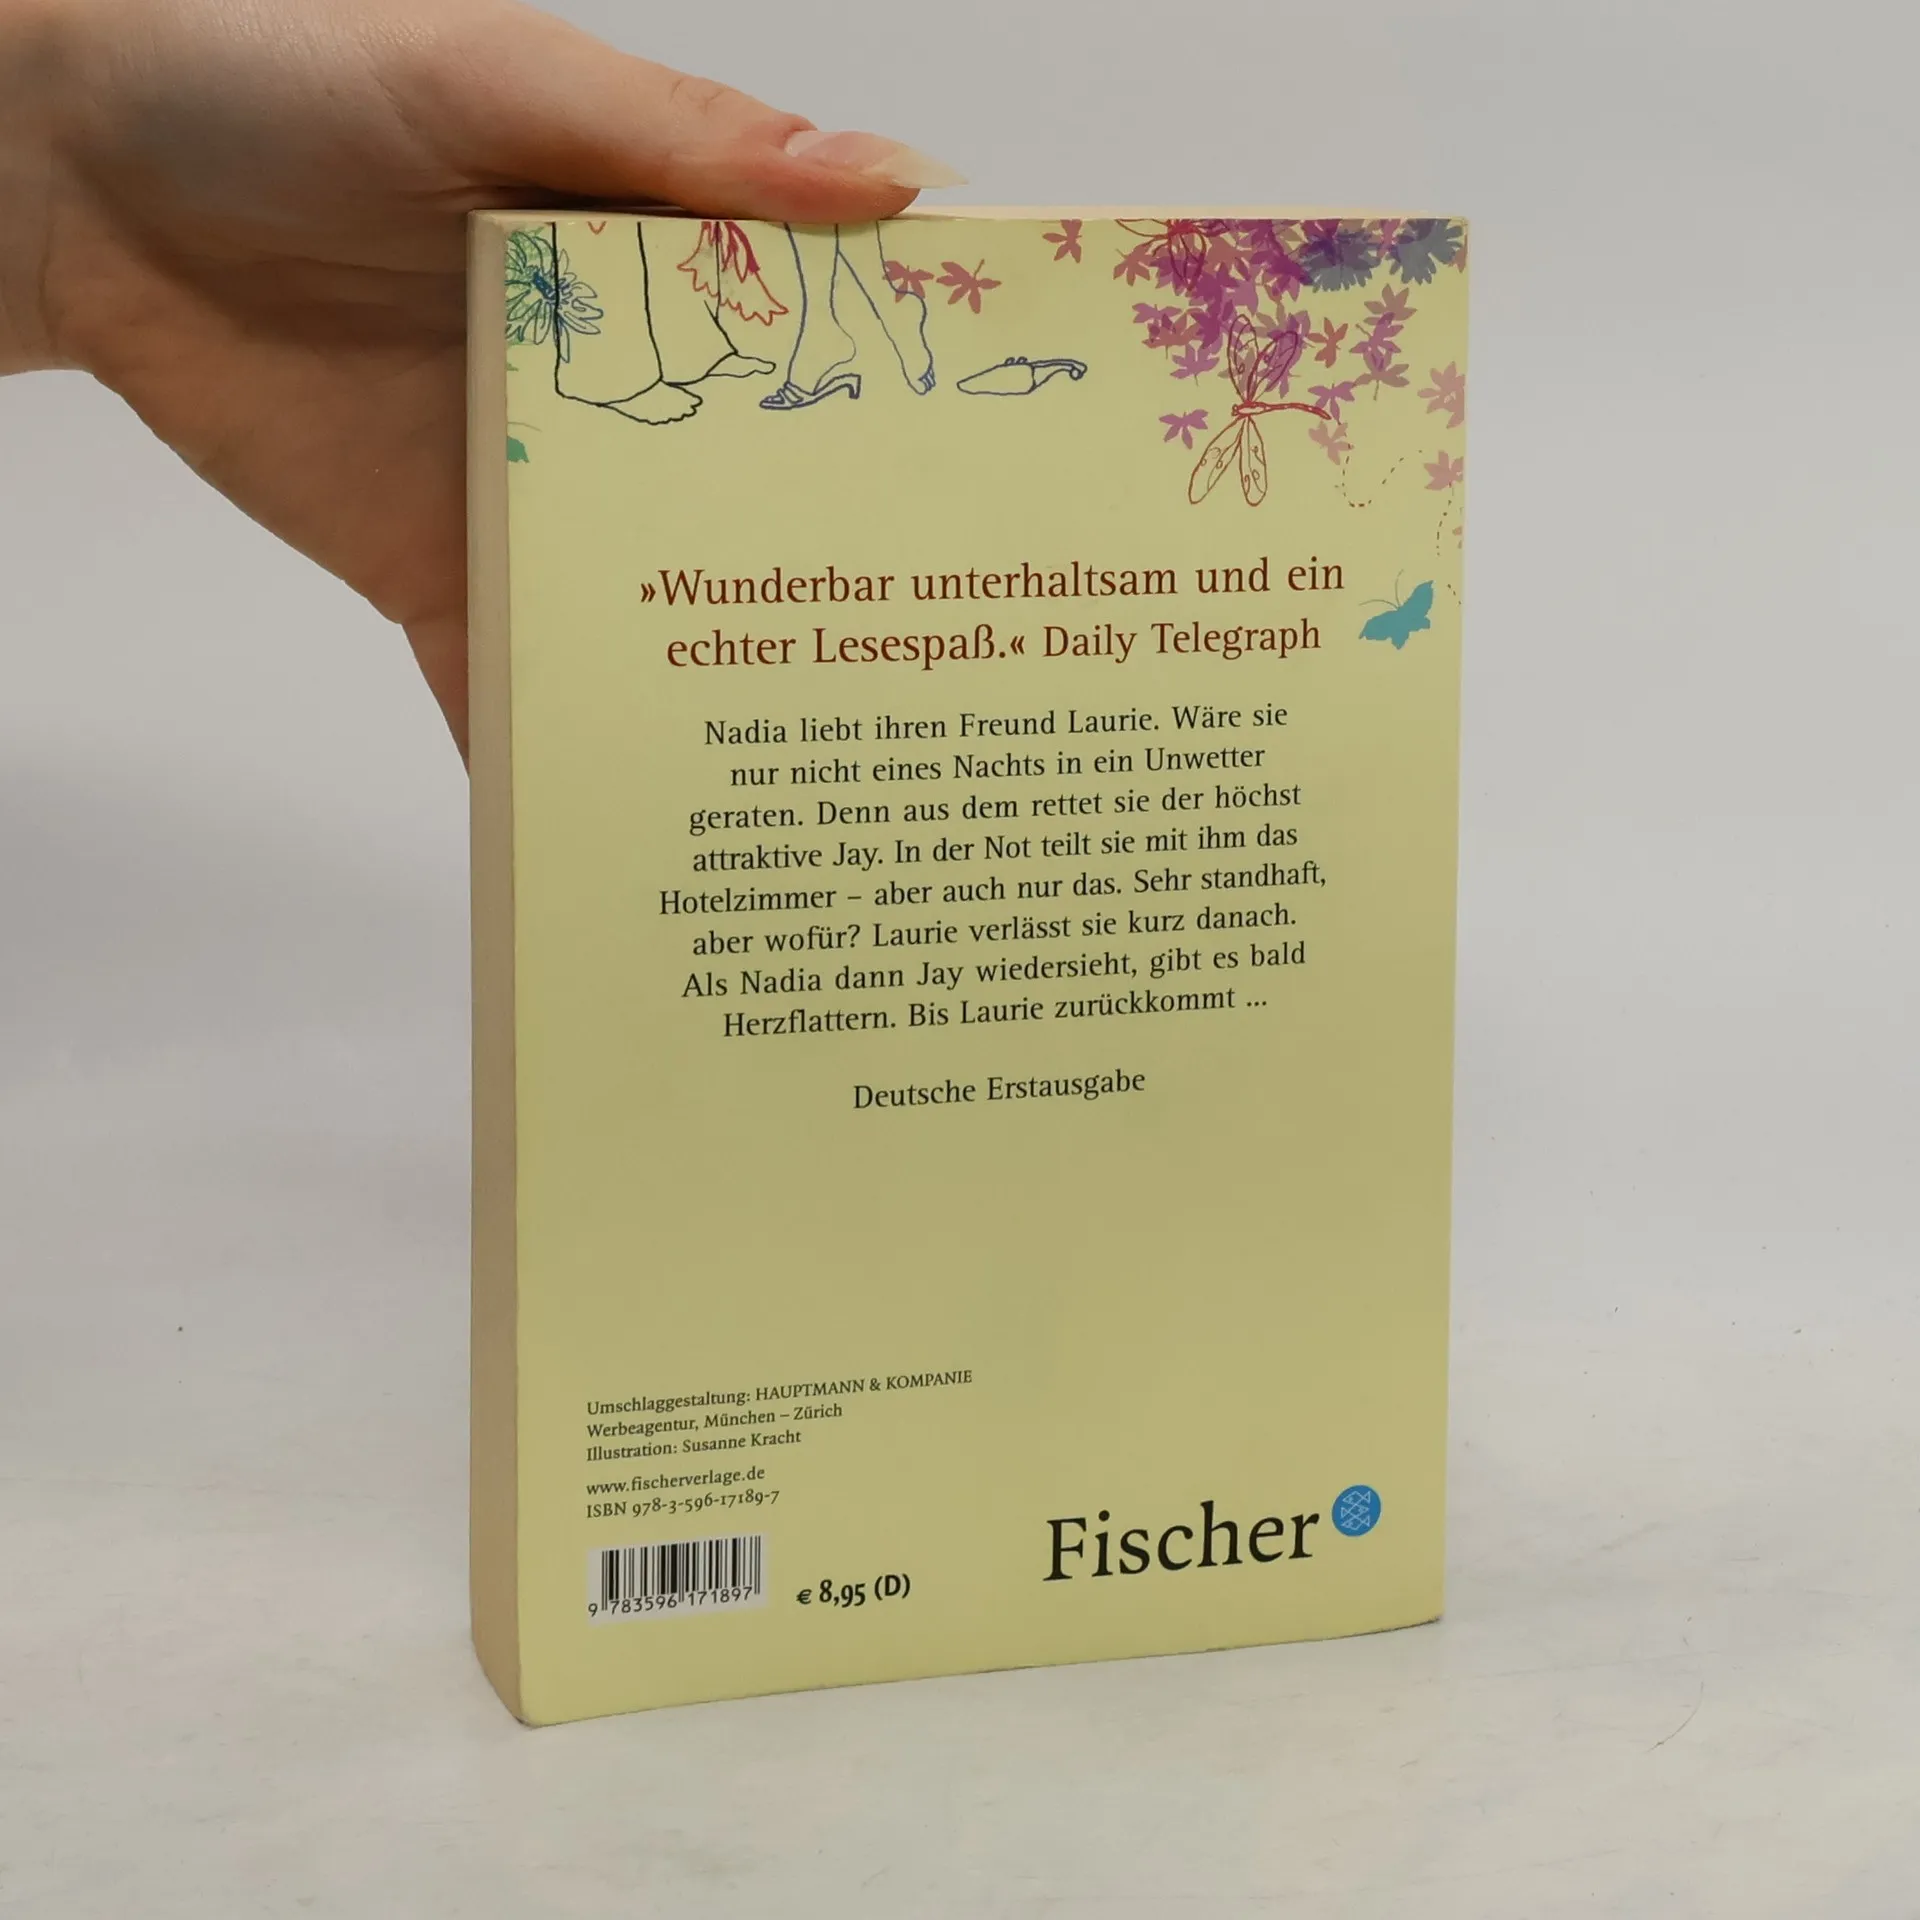 »Wunderbar unterhaltsam und ein
echter Lesespaß.« Daily Telegraph
Nadia liebt ihren Freund Laurie. Wäre sie
nur nicht eines Nachts in ein Unwetter
geraten. Denn aus dem rettet sie der höchst
attraktive Jay. In der Not teilt sie mit ihm das
Hotelzimmer – aber auch nur das. Sehr standhaft,
aber wofür? Laurie verlässt sie kurz danach.
Als Nadia dann Jay wiedersieht, gibt es bald
Herzflattern. Bis Laurie zurückkommt ...
Deutsche Erstausgabe
Umschlaggestaltung: HAUPTMANN & KOMPANIE
Werbeagentur, München – Zürich
Illustration: Susanne Kracht
www.fischerverlage.de
ISBN 978-3-596-17189-7
9 783596 171897
€ 8,95 (D)
Fischer